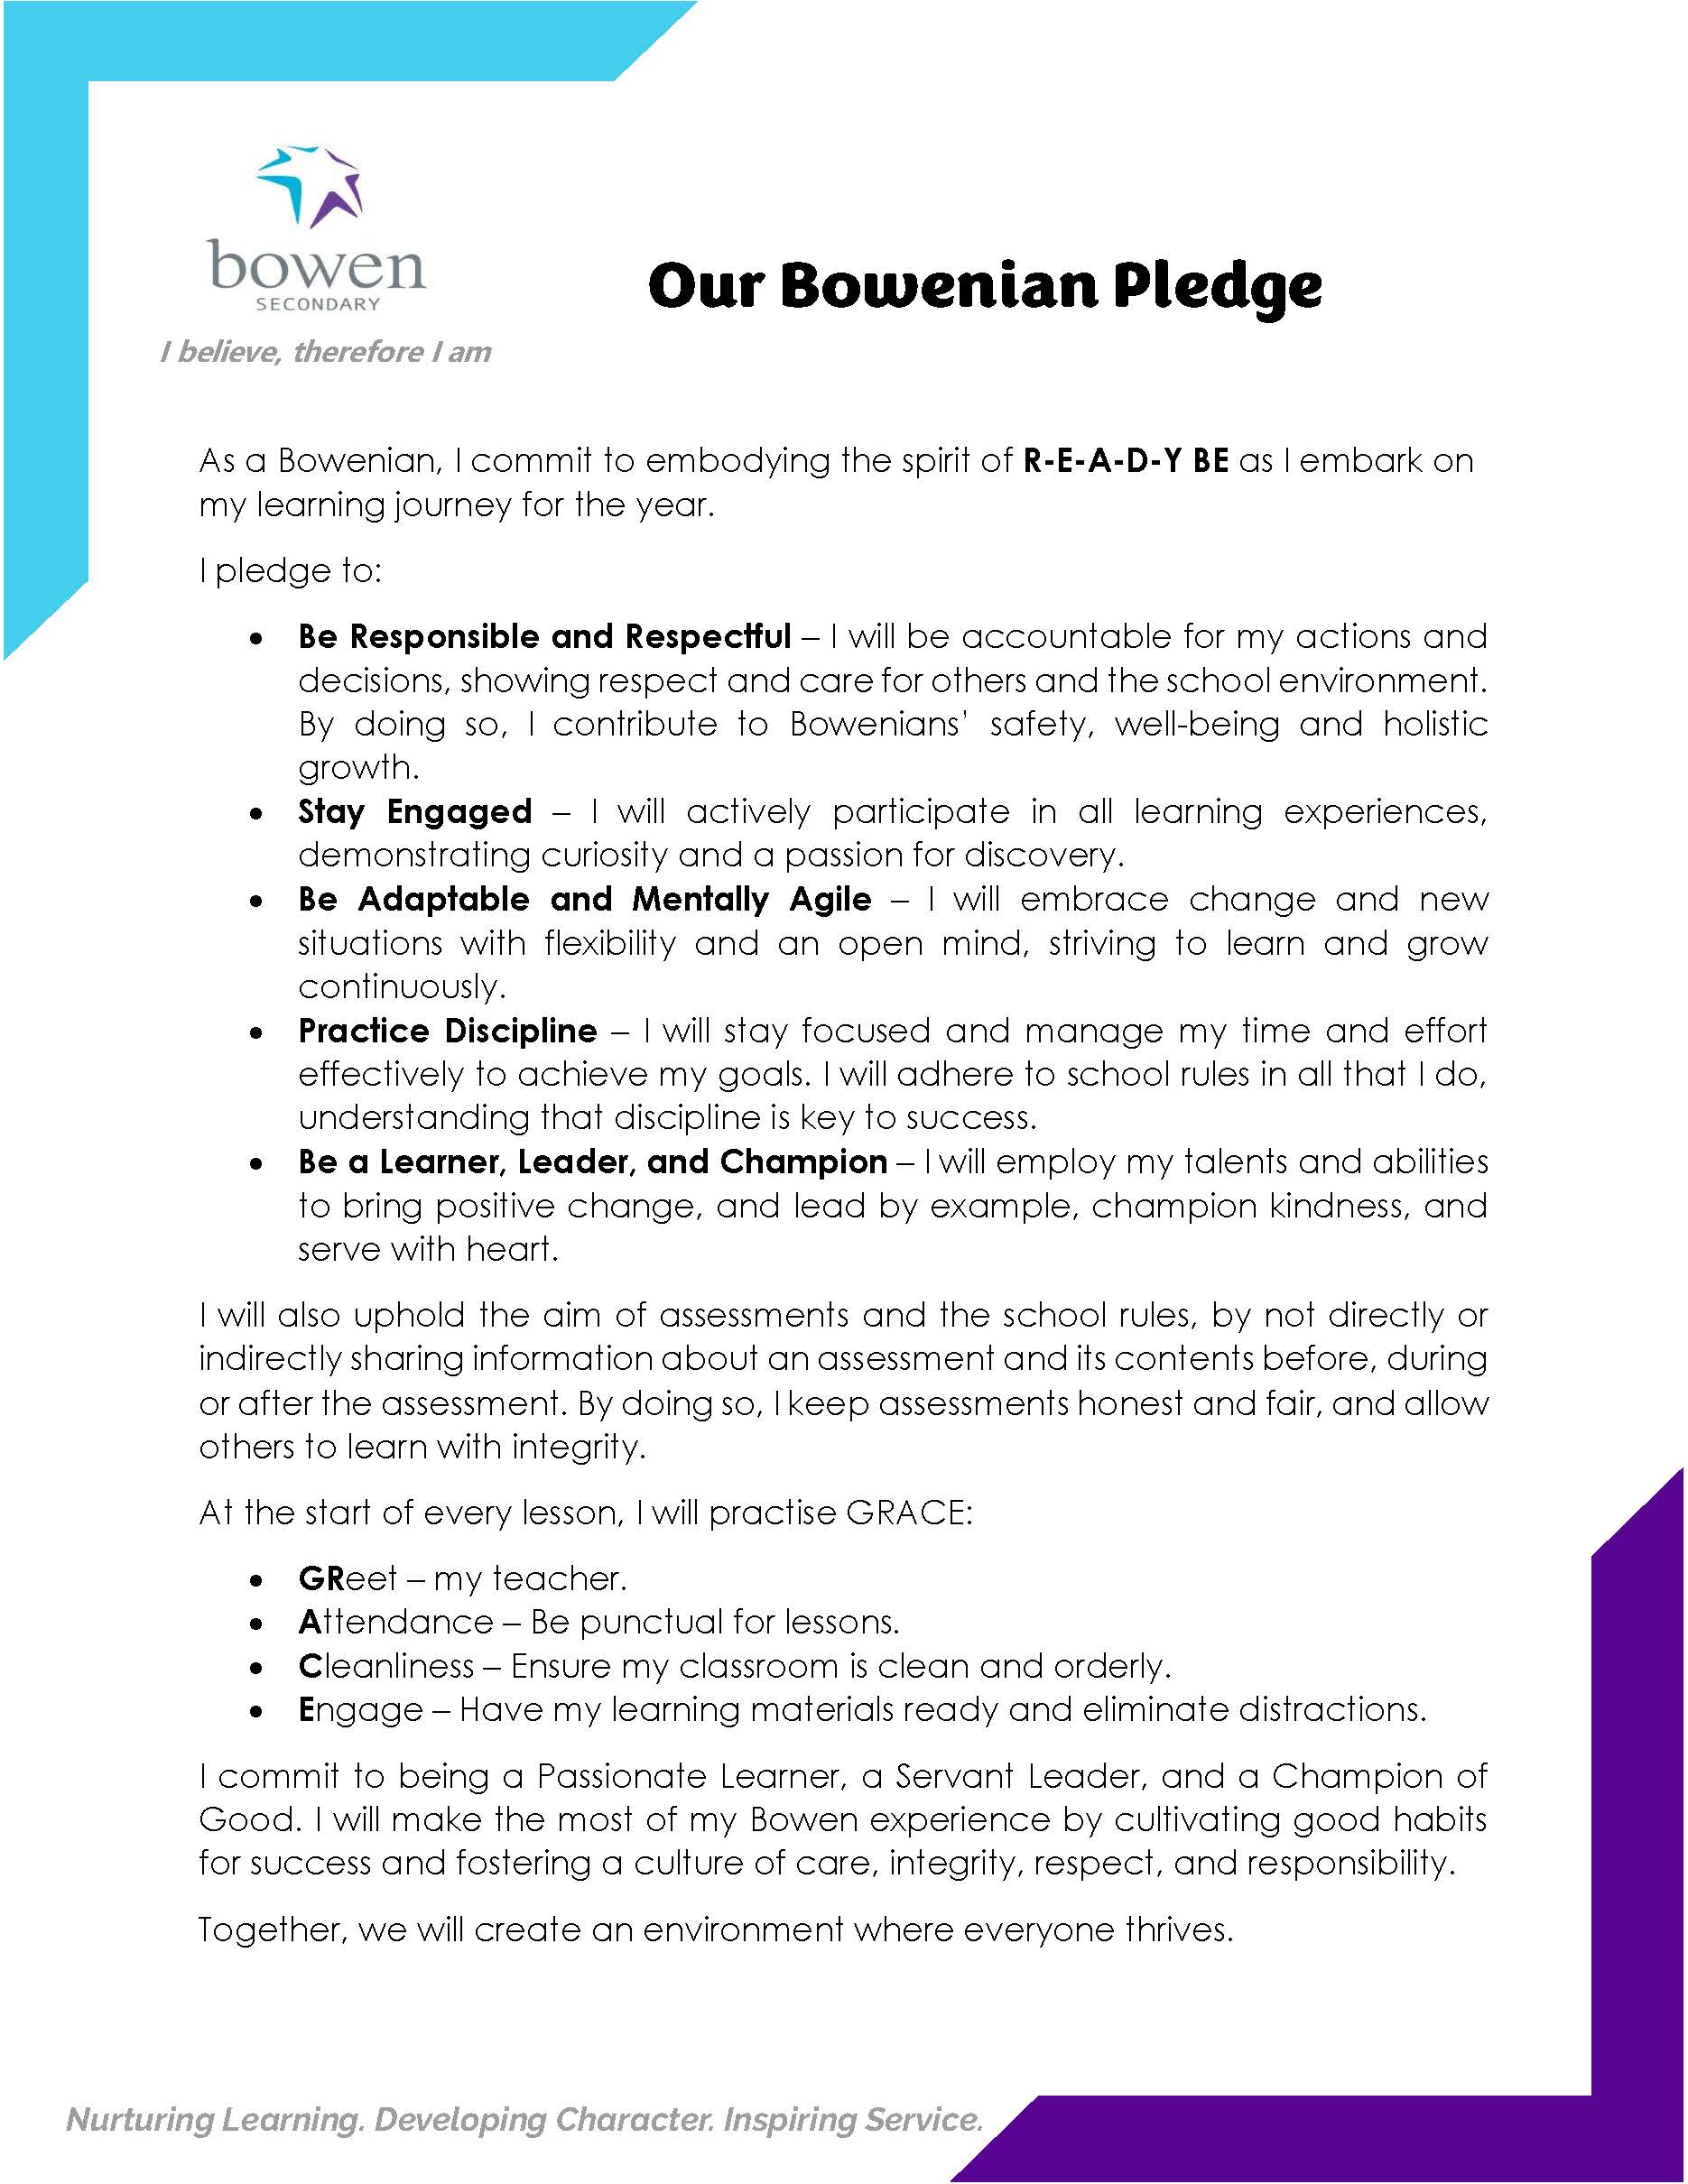 bowen
SECONDARY
I believe, therefore I am
Our Bowenian Pledge
As a Bowenian, I commit to embodying the spirit of R-E-A-D-Y BE as I embark on
my learning journey for the year.
I pledge to:
• Be Responsible and Respectful – I will be accountable for my actions and
decisions, showing respect and care for others and the school environment.
By doing so, I contribute to Bowenians’ safety, well-being and holistic
growth.
• Stay Engaged – I will actively participate in all learning experiences,
demonstrating curiosity and a passion for discovery.
• Be Adaptable and Mentally Agile – I will embrace change and new
situations with flexibility and an open mind, striving to learn and grow
continuously.
• Practice Discipline – I will stay focused and manage my time and effort
effectively to achieve my goals. I will adhere to school rules in all that I do,
understanding that discipline is key to success.
• Be a Learner, Leader, and Champion – I will employ my talents and abilities
to bring positive change, and lead by example, champion kindness, and
serve with heart.
I will also uphold the aim of assessments and the school rules, by not directly or
indirectly sharing information about an assessment and its contents before, during
or after the assessment. By doing so, I keep assessments honest and fair, and allow
others to learn with integrity.
At the start of every lesson, I will practise GRACE:
• GReet – my teacher.
• Attendance – Be punctual for lessons.
• Cleanliness – Ensure my classroom is clean and orderly.
• Engage – Have my learning materials ready and eliminate distractions.
I commit to being a Passionate Learner, a Servant Leader, and a Champion of
Good. I will make the most of my Bowen experience by cultivating good habits
for success and fostering a culture of care, integrity, respect, and responsibility.
Together, we will create an environment where everyone thrives.
Nurturing Learning. Developing Character. Inspiring Service.